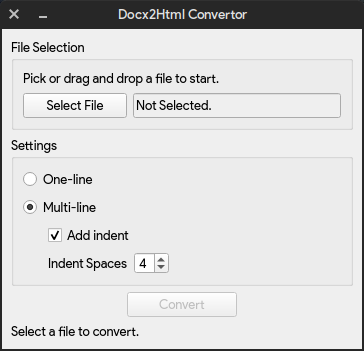 Docx2Html Convertor
File Selection
Pick or drag and drop a file to start.
Select File Not Selected.
Settings
One-line
Multi-line
Add indent
Indent Spaces 4
Convert
Select a file to convert.